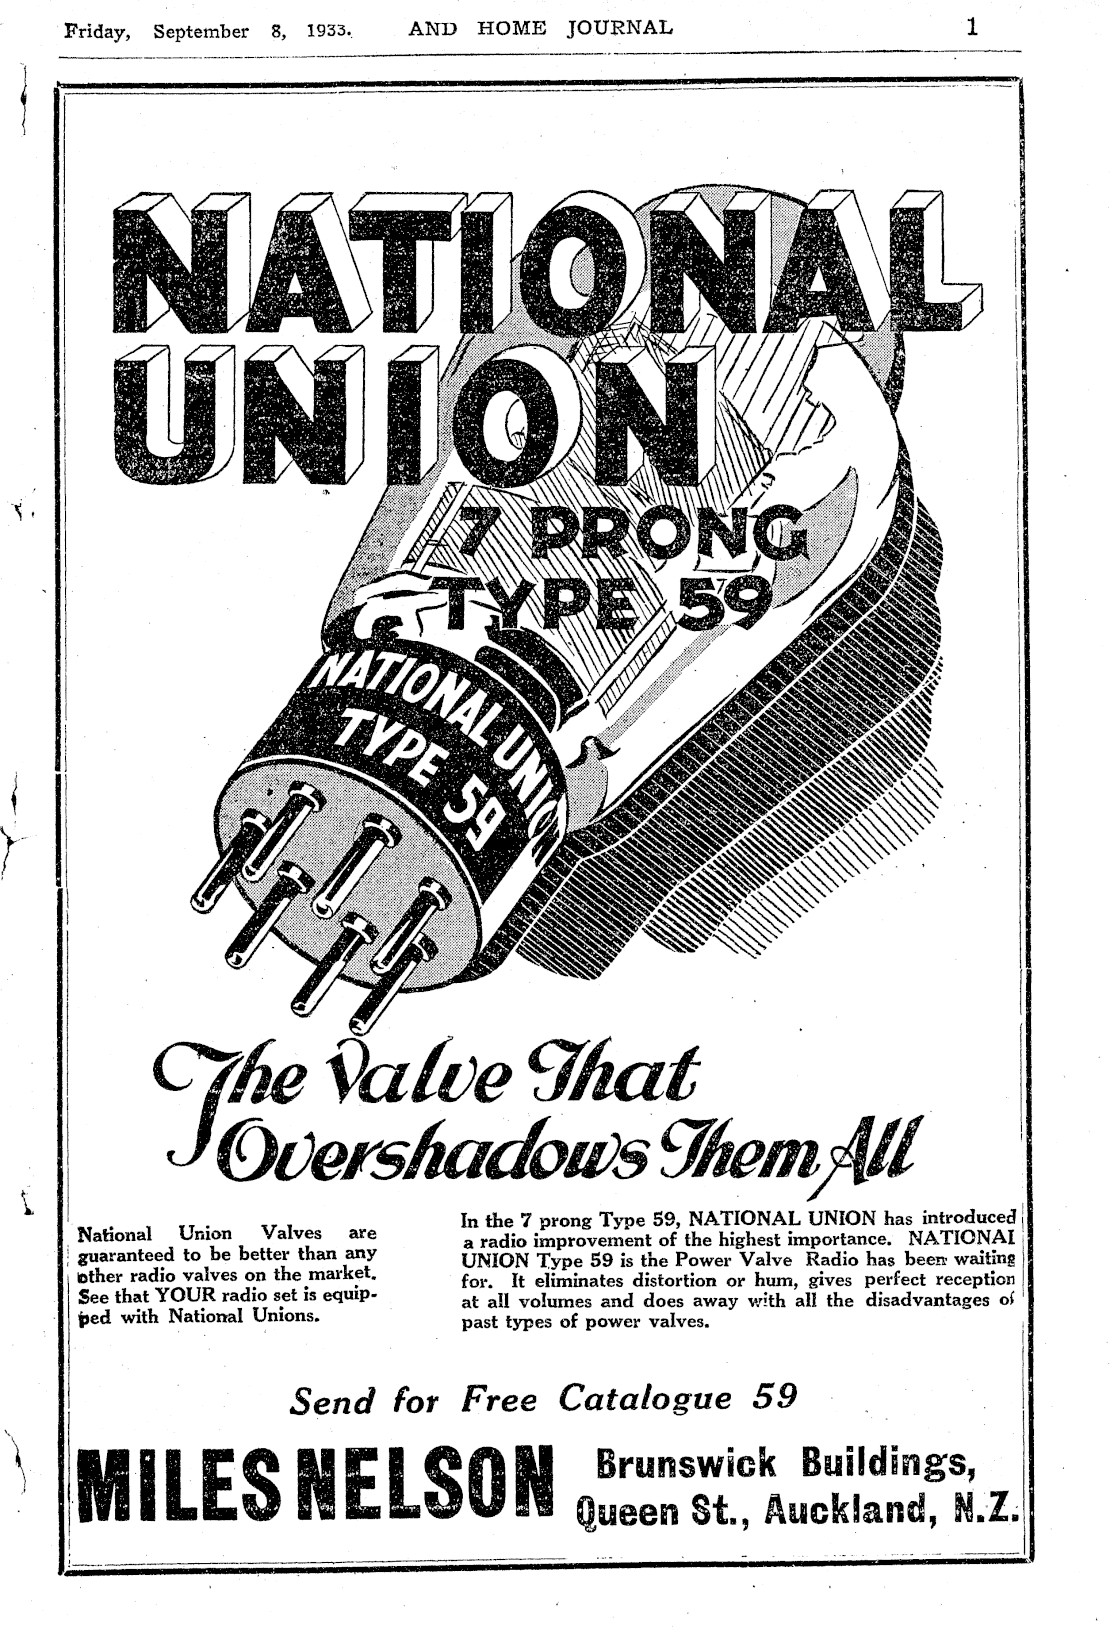 Friday, September 8, 1933. AND HOME JOURNAL 1
NATIONAL
UNION
7 PRONG
TYPE 59
NATIONAL UNION
TYPE 59
The Valve That
Overshadows Them All
National Union Valves are
guaranteed to be better than any
other radio valves on the market.
See that YOUR radio set is equip-
ped with National Unions.
In the 7 prong Type 59, NATIONAL UNION has introduced
a radio improvement of the highest importance. NATIONAL
UNION Type 59 is the Power Valve Radio has been waiting
for. It eliminates distortion or hum, gives perfect reception
at all volumes and does away with all the disadvantages of
past types of power valves.
Send for Free Catalogue 59
MILES NELSON
Brunswick Buildings,
Queen St., Auckland, N.Z.